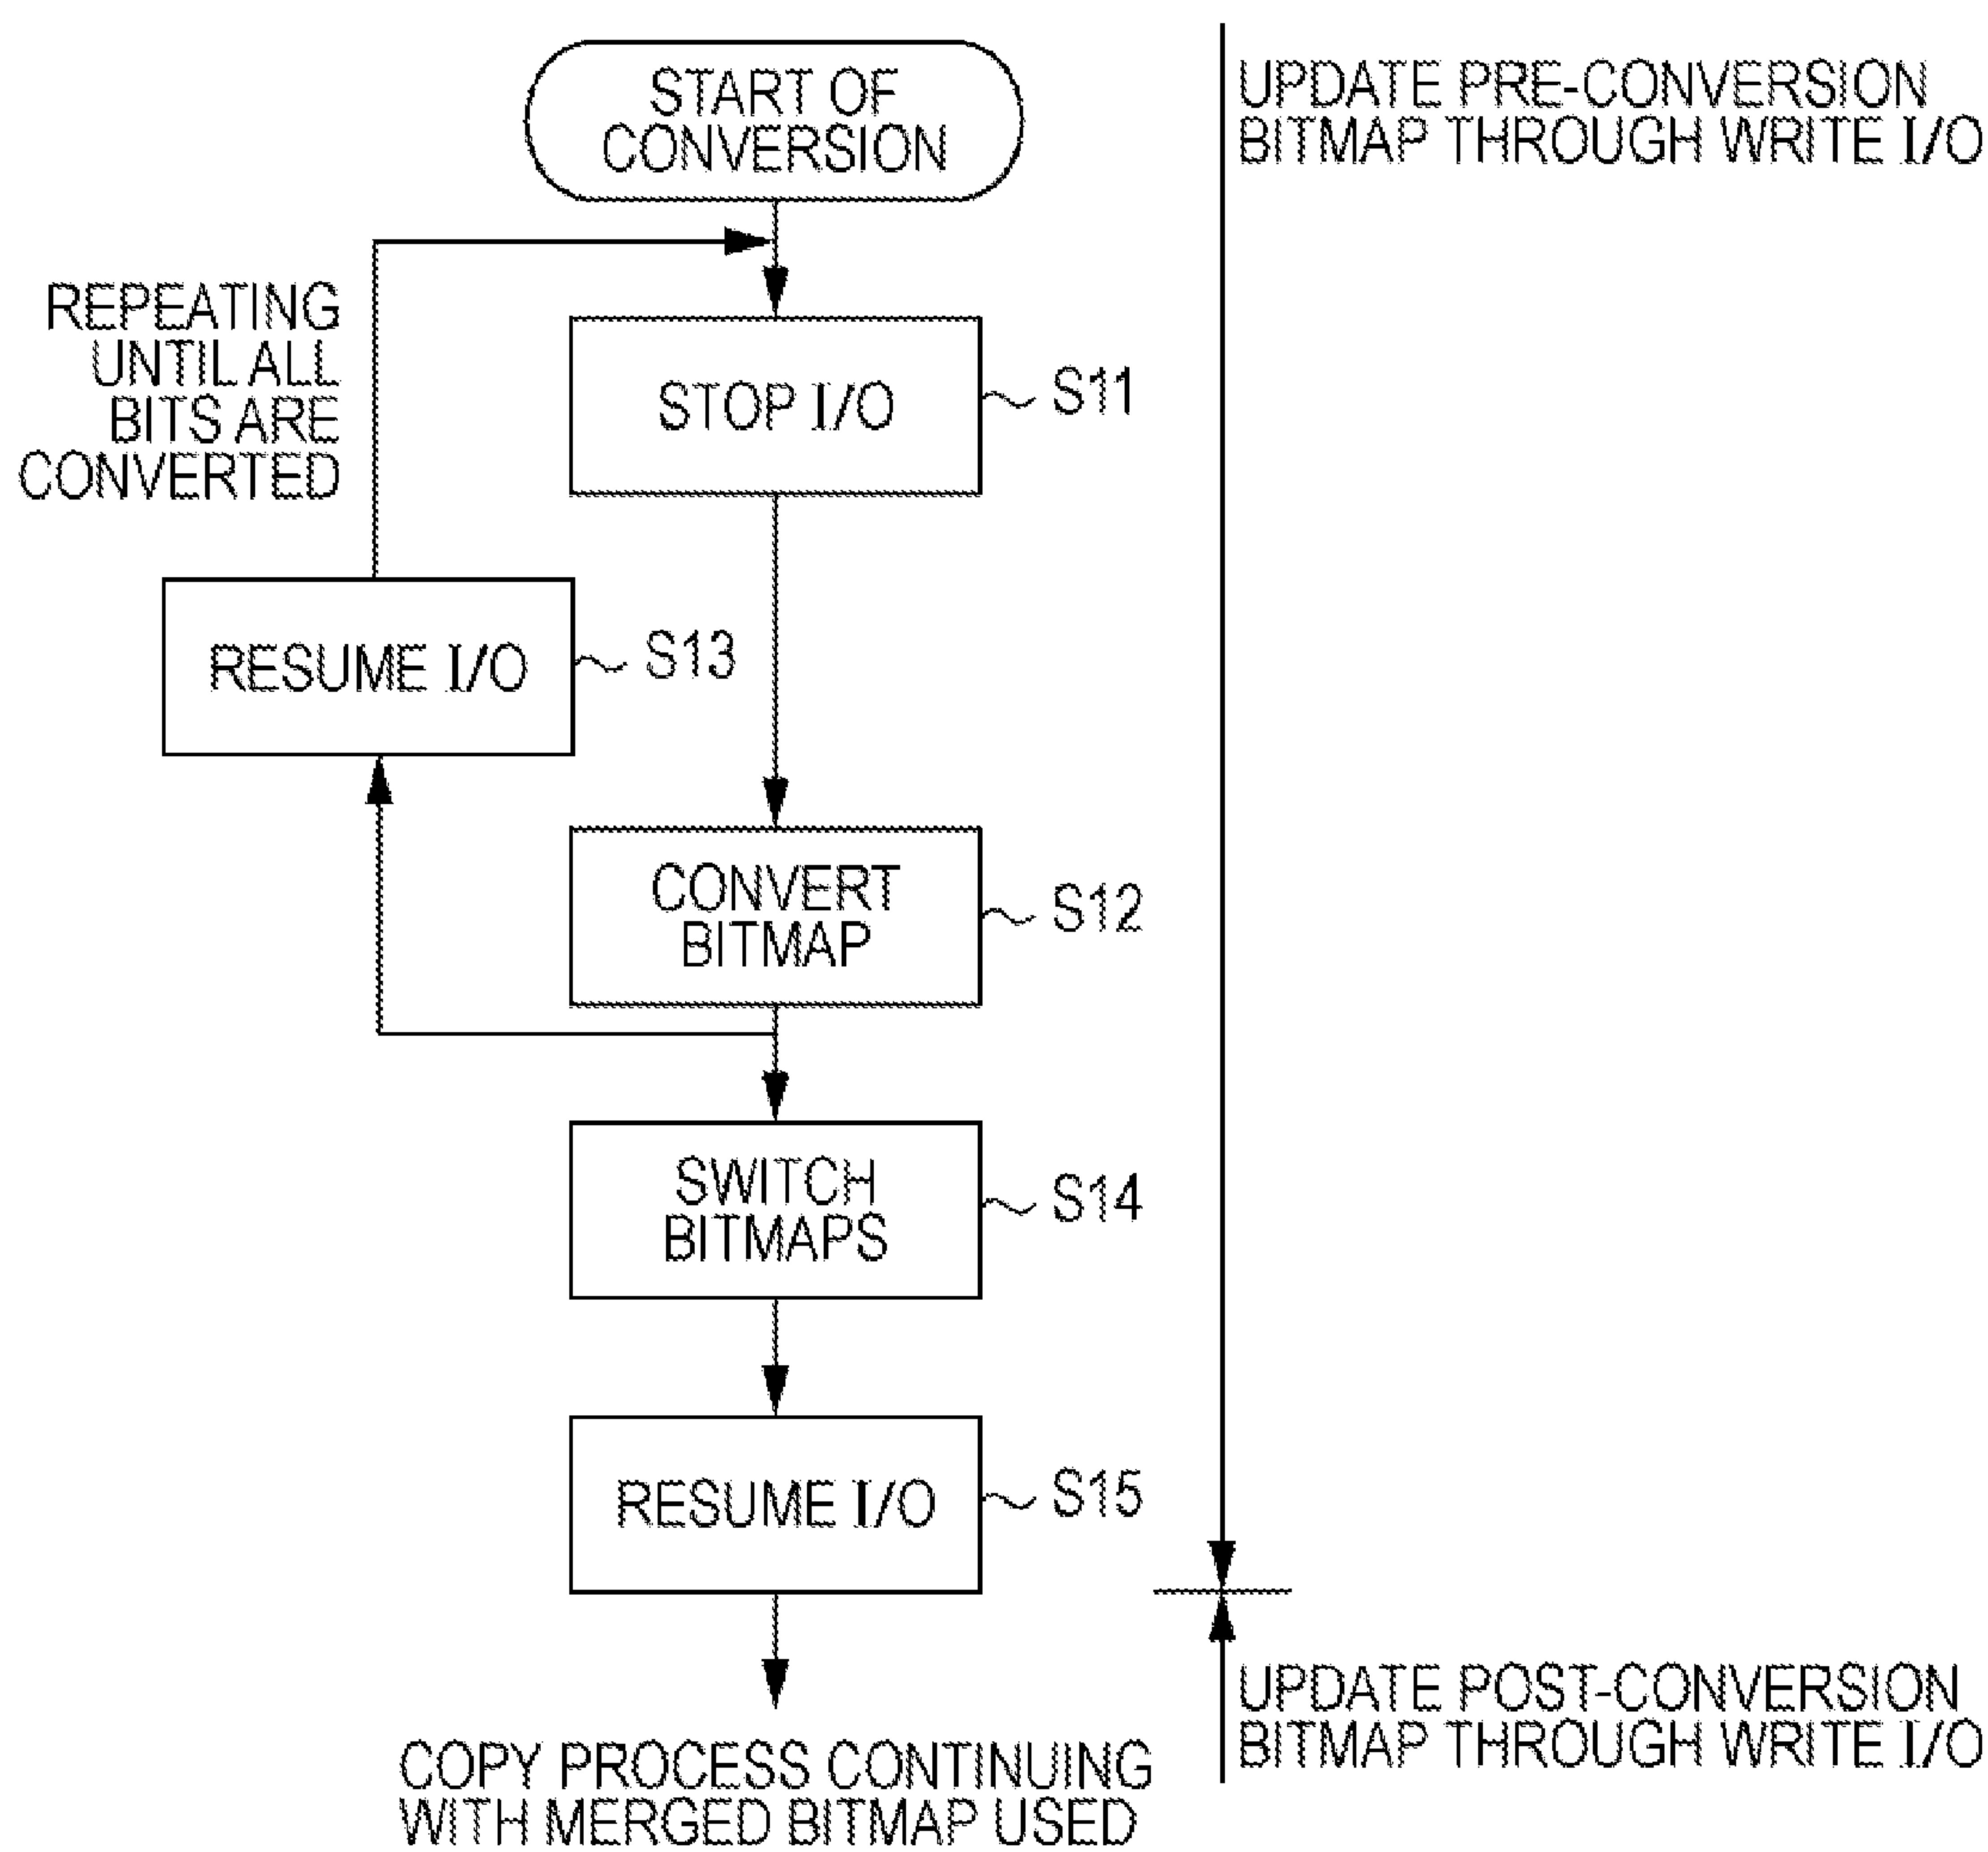 START OF
CONVERSION
UPDATE PRE-CONVERSION
BITMAP THROUGH WRITE I/O
REPEATING
UNTIL ALL
BITS ARE
CONVERTED
STOP I/O
S11
RESUME I/O
S13
CONVERT
BITMAP
S12
SWITCH
BITMAPS
S14
RESUME I/O
S15
UPDATE POST-CONVERSION
BITMAP THROUGH WRITE I/O
COPY PROCESS CONTINUING
WITH MERGED BITMAP USED